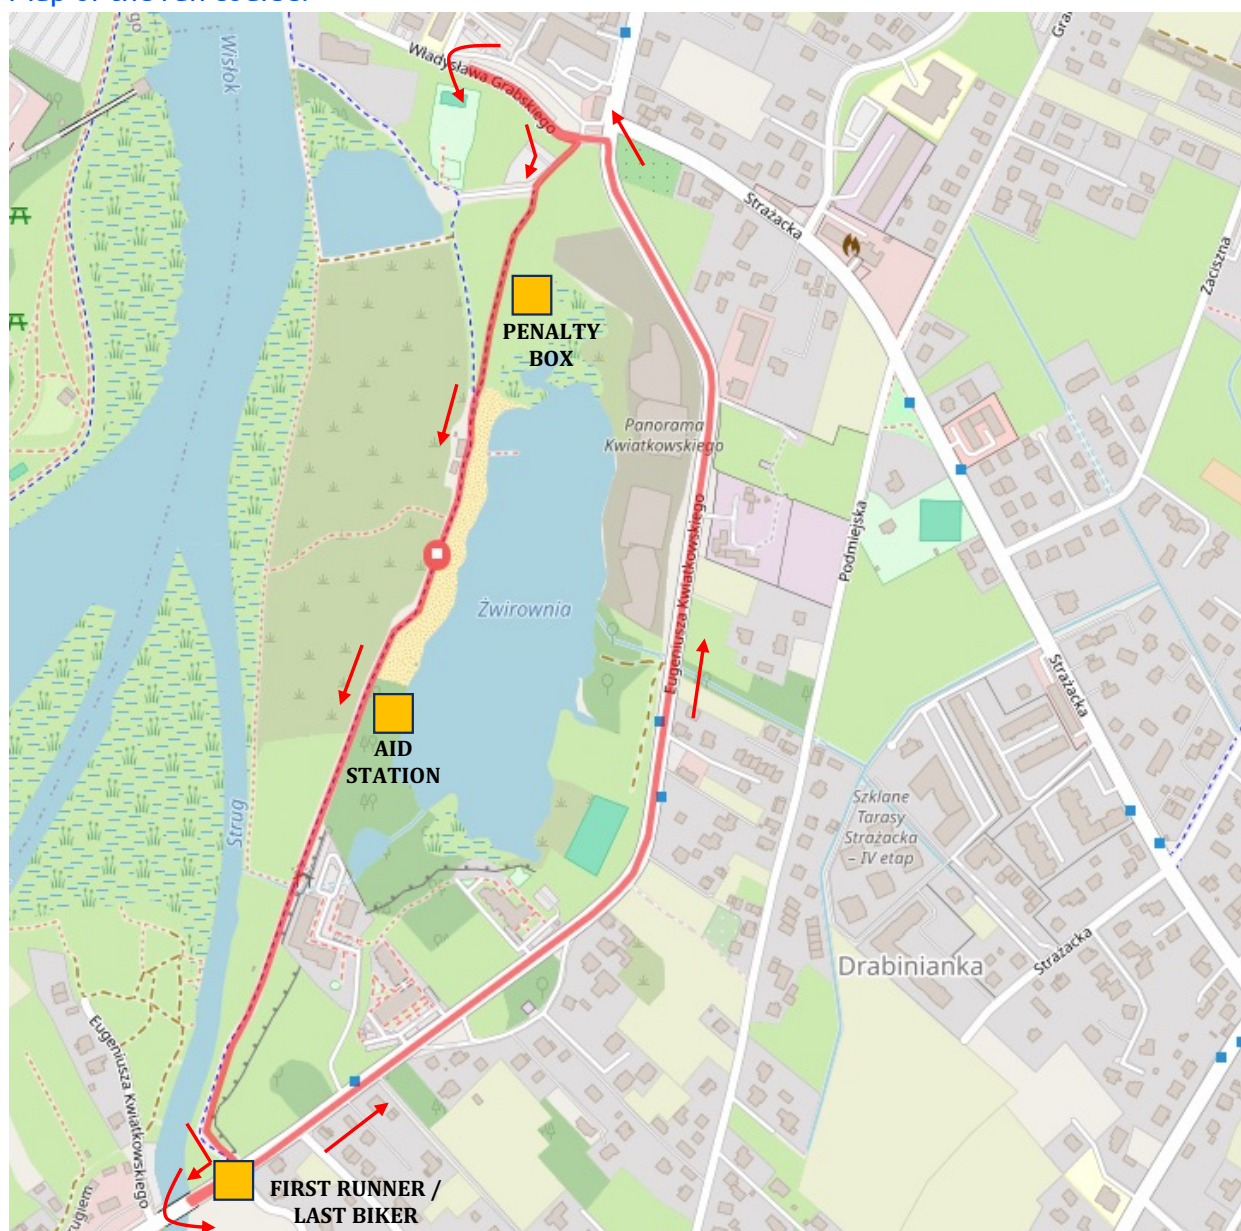 Wisłok
Władysława Grabskiego
Strażacka
Zaciszna
PENALTY
BOX
Panorama
Kwiatkowskiego
Podmiejska
Eugeniusza Kwiatkowskiego
Żwirownia
Strażacka
AID
STATION
Strug
Szklane
Tarasy
Strażacka
– IV etap
Drabinianka
Strażacka
Eugeniusza Kwiatkowskiego
FIRST RUNNER /
LAST BIKER